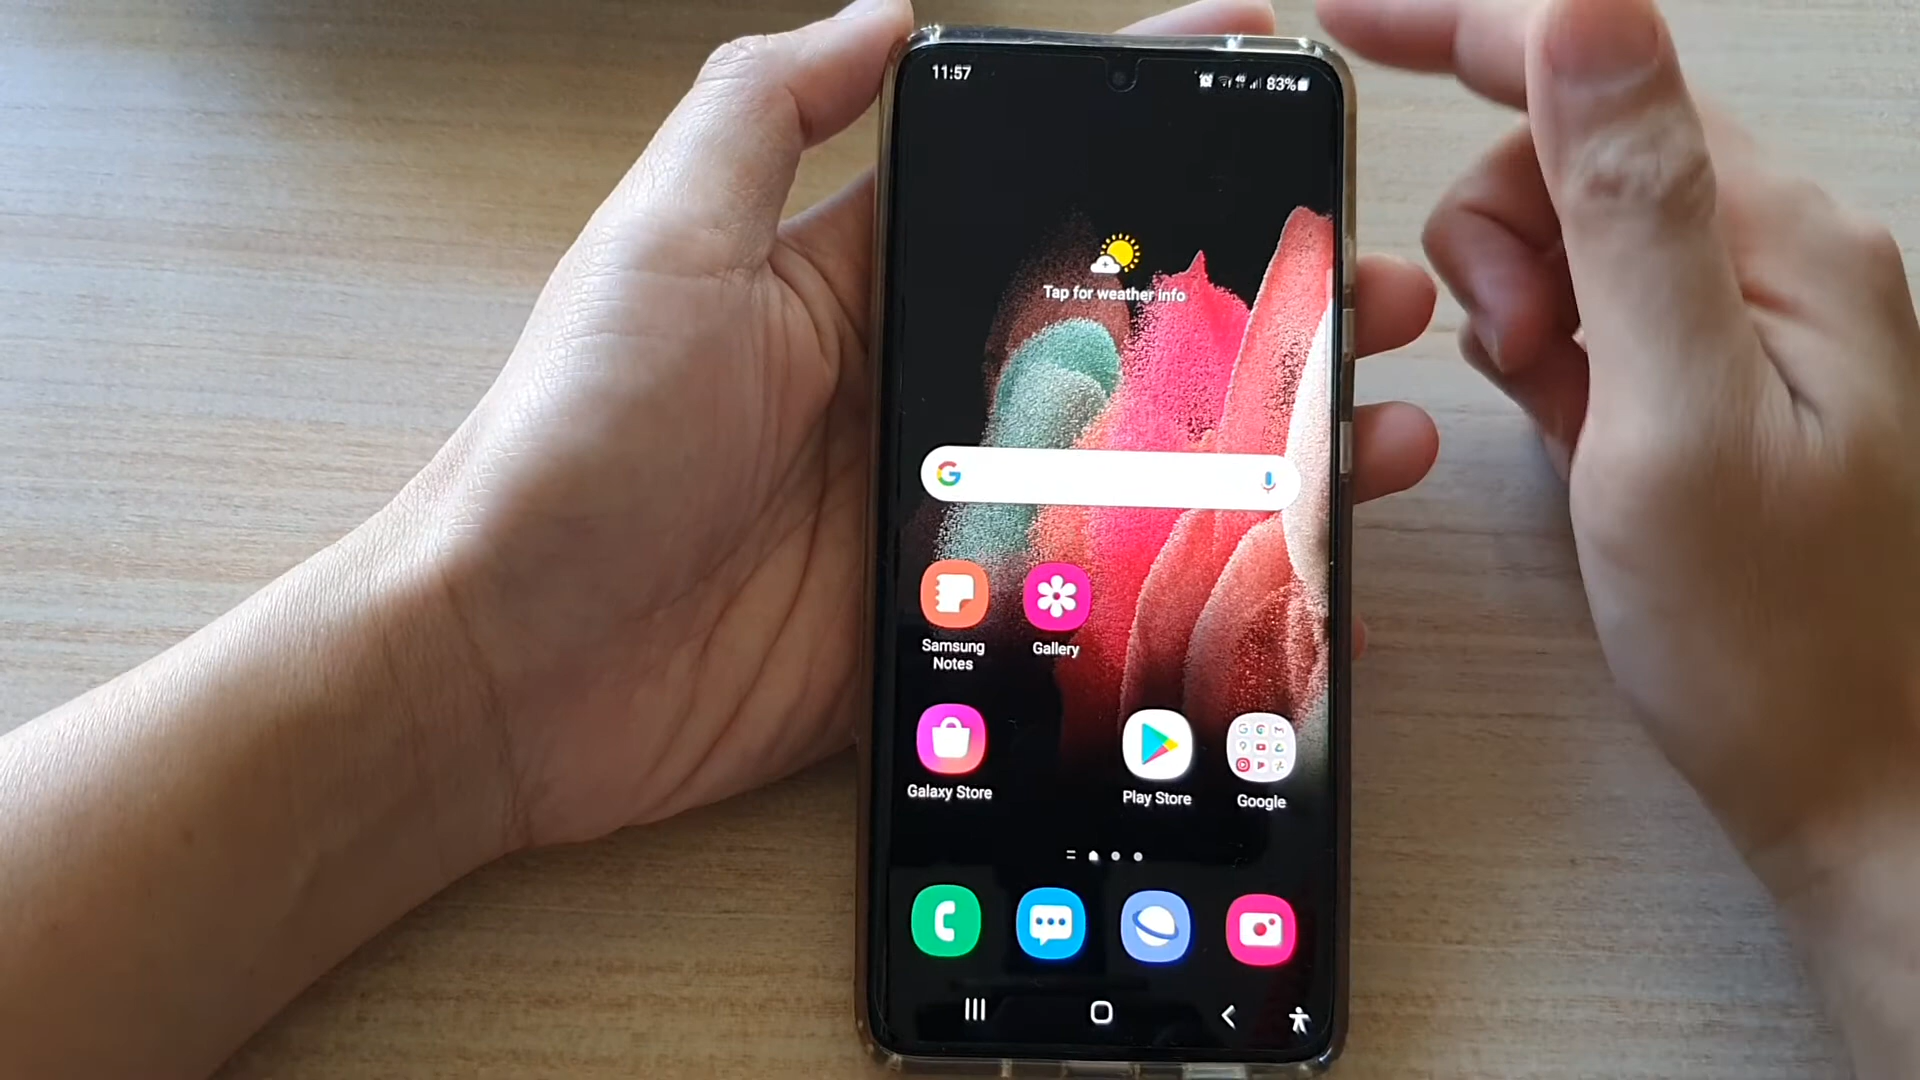 11:57
83%
Tap for weather info
G
Samsung
Notes
Gallery
Galaxy Store
Play Store
Google